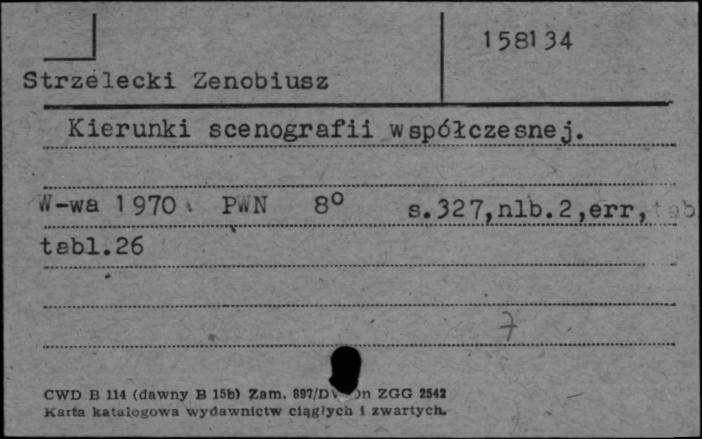 158134
Strzelecki Zenobiusz
Kierunki scenografii współczesnej.
W-wa 1970 PWN 8° s.327,nlb.2,err,
tabl.26
7
CWD B 114 (dawny B 15b) Zam. 897/D ZGG 2542
Karta katalogowa wydawnictw ciągłych i zwartych.